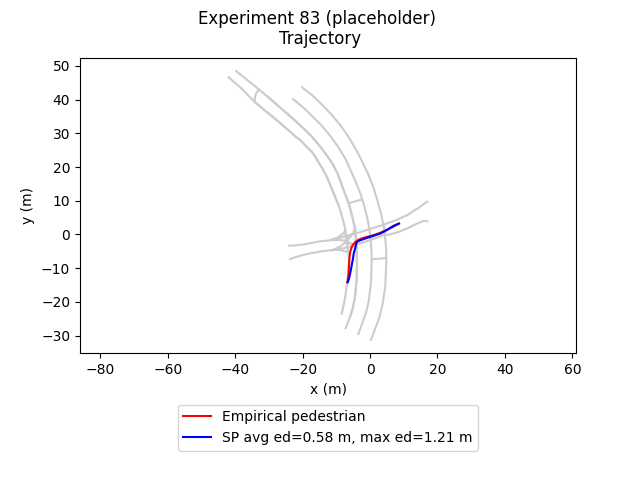 Experiment 83 (placeholder)
Trajectory
50
40
30
20
10
0
−10
−20
−30
y (m)
−80 −60 −40 −20 0 20 40 60
x (m)
Empirical pedestrian
SP avg ed=0.58 m, max ed=1.21 m